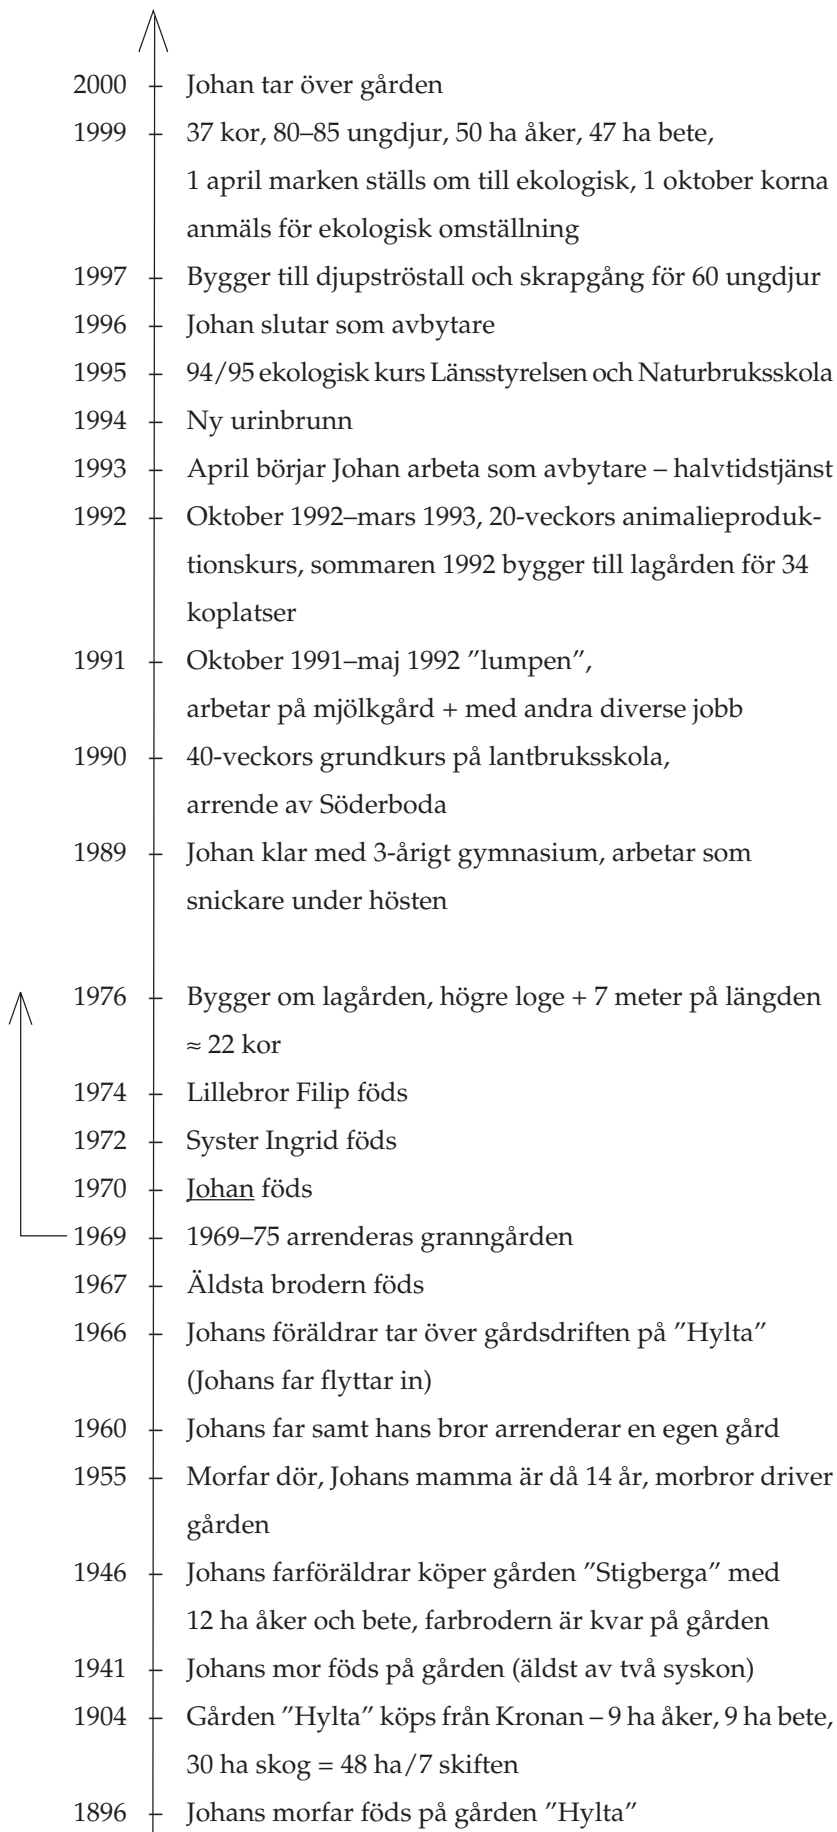 2000 Johan tar över gården
1999 37 kor, 80–85 ungdjur, 50 ha åker, 47 ha bete,
1 april marken ställs om till ekologisk, 1 oktober korna
anmäls för ekologisk omställning
1997 Bygger till djupströstall och skrapgång för 60 ungdjur
1996 Johan slutar som avbytare
1995 94/95 ekologisk kurs Länsstyrelsen och Naturbruksskola
1994 Ny urinbrunn
1993 April börjar Johan arbeta som avbytare – halvtidstjänst
1992 Oktober 1992–mars 1993, 20-veckors animalieproduk-
tionskurs, sommaren 1992 bygger till lagården för 34
koplatser
1991 Oktober 1991–maj 1992 ”lumpen”,
arbetar på mjölkgård + med andra diverse jobb
1990 40-veckors grundkurs på lantbruksskola,
arrende av Söderboda
1989 Johan klar med 3-årigt gymnasium, arbetar som
snickare under hösten
1976 Bygger om lagården, högre loge + 7 meter på längden
≈ 22 kor
1974 Lillebror Filip föds
1972 Syster Ingrid föds
1970 Johan föds
1969 1969–75 arrenderas granngården
1967 Äldsta brodern föds
1966 Johans föräldrar tar över gårdsdriften på ”Hylta”
(Johans far flyttar in)
1960 Johans far samt hans bror arrenderar en egen gård
1955 Morfar dör, Johans mamma är då 14 år, morbror driver
gården
1946 Johans farföräldrar köper gården ”Stigberga” med
12 ha åker och bete, farbrodern är kvar på gården
1941 Johans mor föds på gården (äldst av två syskon)
1904 Gården ”Hylta” köps från Kronan – 9 ha åker, 9 ha bete,
30 ha skog = 48 ha/7 skiften
1896 Johans morfar föds på gården ”Hylta”